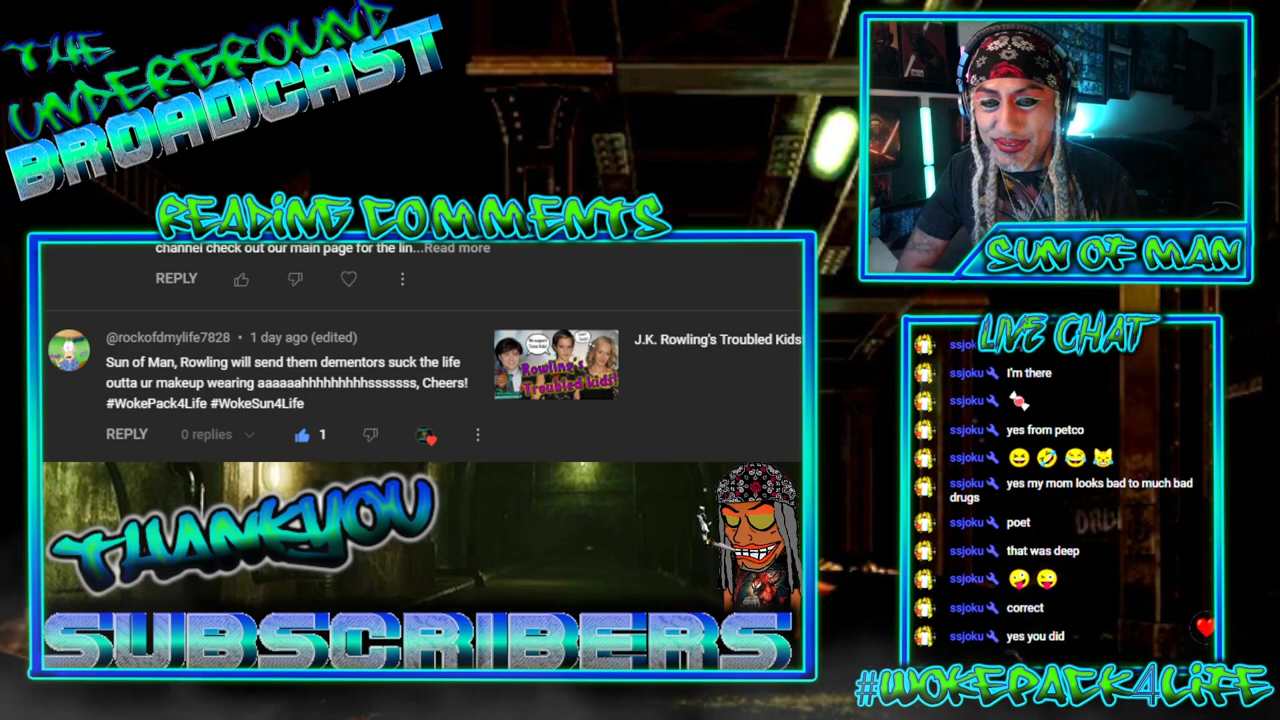 THE
UNDERGROUND
BROADCAST
READING COMMENTS
channel check out our main page for the lin...Read more
REPLY
@rockofdmylife7828 • 1 day ago (edited)
Sun of Man, Rowling will send them dementors suck the life
outta ur makeup wearing aaaaaahhhhhhhhhsssssss, Cheers!
#WokePack4Life #WokeSun4Life
REPLY 0 replies 1
Rowling's
Troubled kids!
J.K. Rowling's Troubled Kids
THANKYOU
SUBSCRIBERS
SUN OF MAN
LIVE CHAT
ssjok
ssjoku I'm there
ssjoku
ssjoku yes from petco
ssjoku
ssjoku yes my mom looks bad to much bad
drugs
ssjoku poet
ssjoku that was deep
ssjoku
ssjoku correct
ssjoku yes you did
#WOKEPACK4LIFE